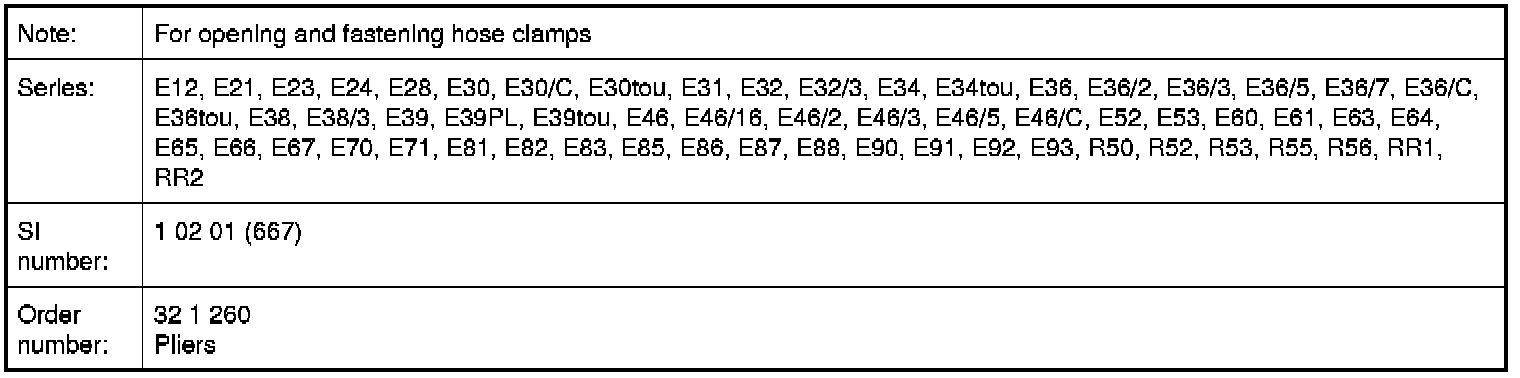 Note: For opening and fastening hose clamps
Series: E12, E21, E23, E24, E28, E30, E30/C, E30tou, E31, E32, E32/3, E34, E34tou, E36, E36/2, E36/3, E36/5, E36/7, E36/C,
E36tou, E38, E38/3, E39, E39PL, E39tou, E46, E46/16, E46/2, E46/3, E46/5, E46/C, E52, E53, E60, E61, E63, E64,
E65, E66, E67, E70, E71, E81, E82, E83, E85, E86, E87, E88, E90, E91, E92, E93, R50, R52, R53, R55, R56, RR1,
RR2
SI 1 02 01 (667)
number:
Order 32 1 260
number: Pliers